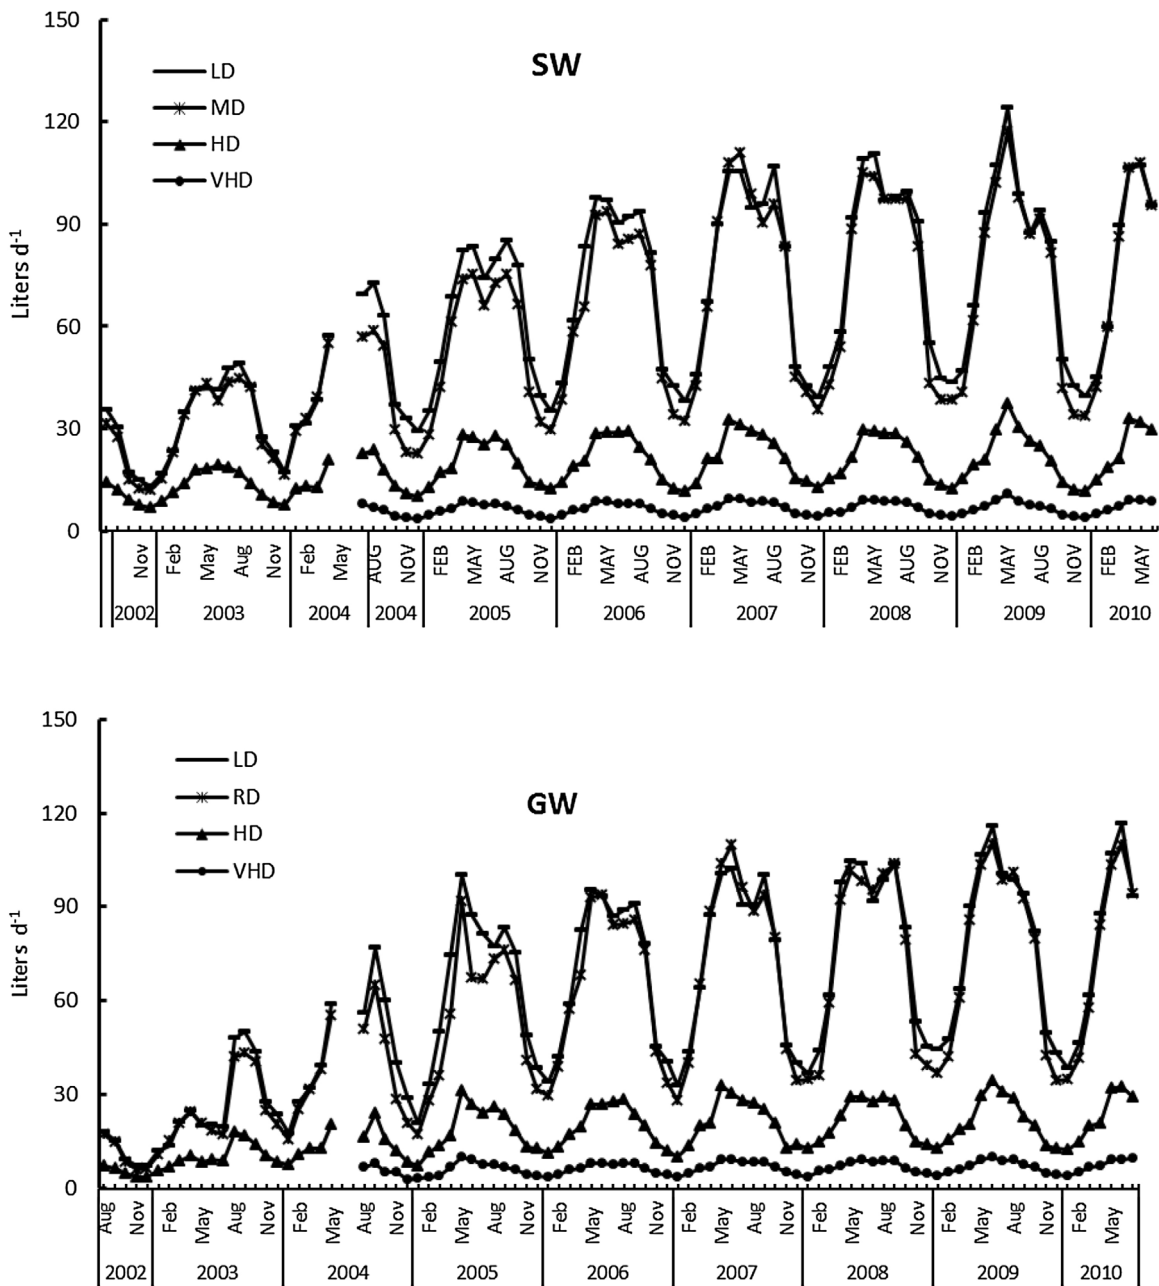 150
SW
LD
MD
HD
VHD
120
90
60
30
0
Liters d-1
Nov Feb May Aug Nov Feb May AUG NOV FEB MAY AUG NOV FEB MAY AUG NOV FEB MAY AUG NOV FEB MAY AUG NOV FEB MAY AUG NOV FEB MAY
2002 2003 2004 2004 2005 2006 2007 2008 2009 2010
150
LD
RD
HD
VHD
GW
120
90
60
30
0
Liters d-1
Aug Nov Feb May Aug Nov Feb May Aug Nov Feb May Aug Nov Feb May Aug Nov Feb May Aug Nov Feb May Aug Nov Feb May Aug Nov Feb May
2002 2003 2004 2005 2006 2007 2008 2009 2010